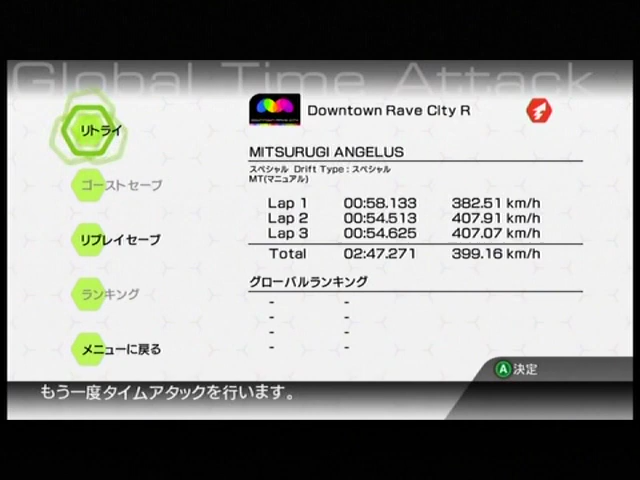 Global Time Attack
リトライ
ゴーストセーブ
リプレイセーブ
ランキング
メニューに戻る
DOWNTOWN RAVE CITY
Downtown Rave City R
MITSURUGI ANGELUS
スペシャル Drift Type : スペシャル
MT(マニュアル)
Lap 1 00:58.133 382.51 km/h
Lap 2 00:54.513 407.91 km/h
Lap 3 00:54.625 407.07 km/h
Total 02:47.271 399.16 km/h
グローバルランキング
- -
- -
- -
- -
A 決定
もう一度タイムアタックを行います。